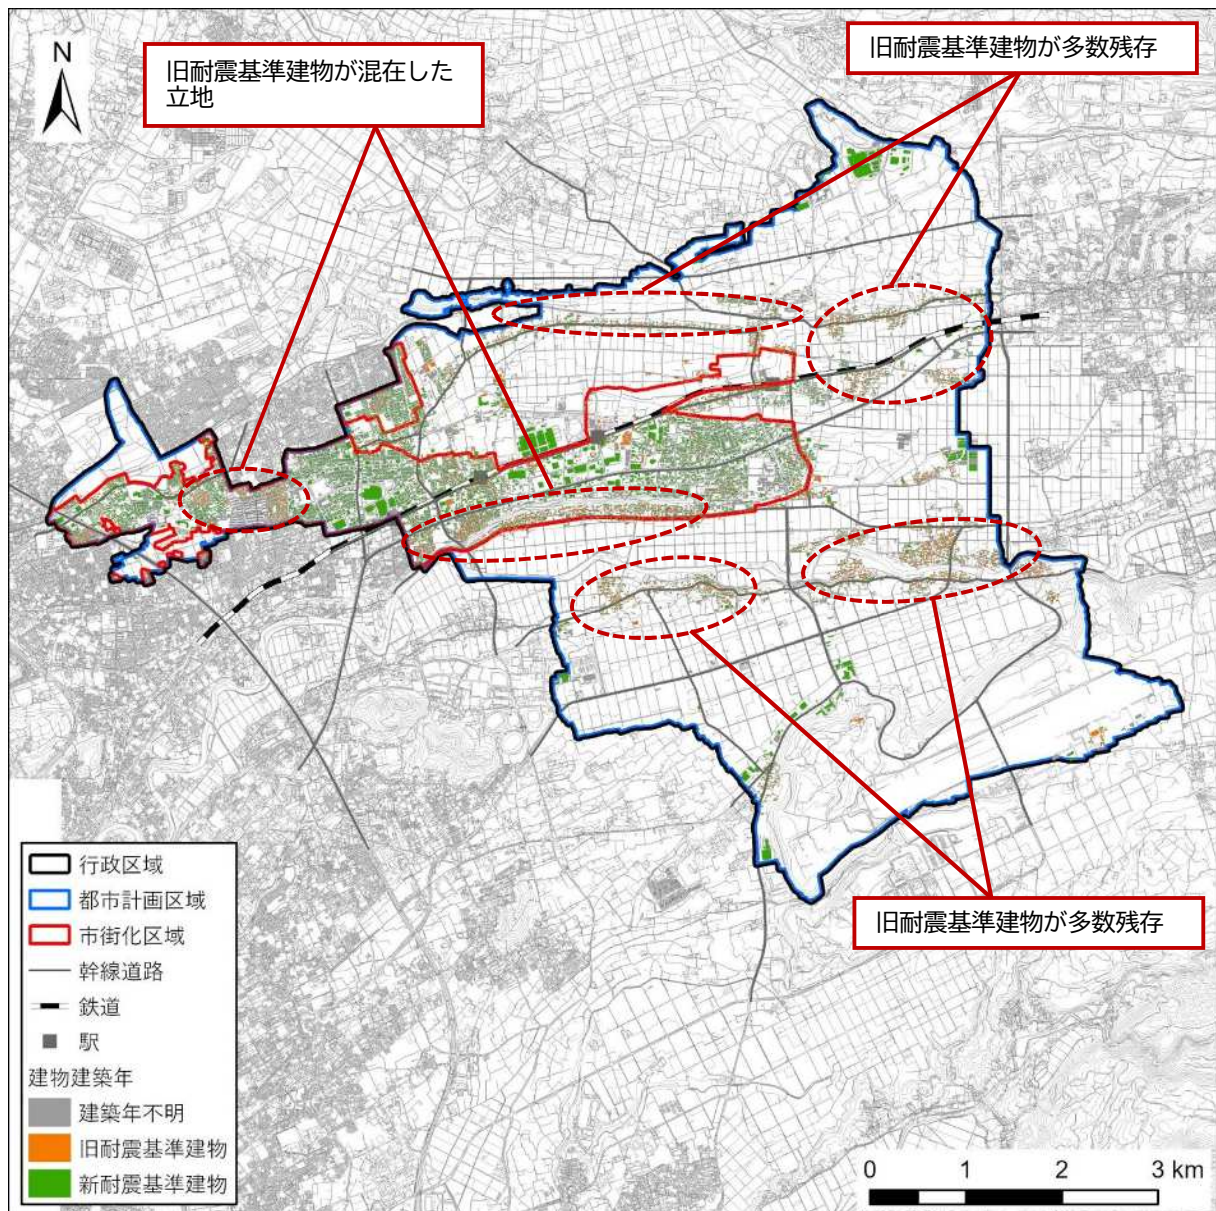 N
旧耐震基準建物が混在した
立地
旧耐震基準建物が多数残存
旧耐震基準建物が多数残存
行政区域
都市計画区域
市街化区域
幹線道路
鉄道
駅
建物建築年
建築年不明
旧耐震基準建物
新耐震基準建物
0 1 2 3 km